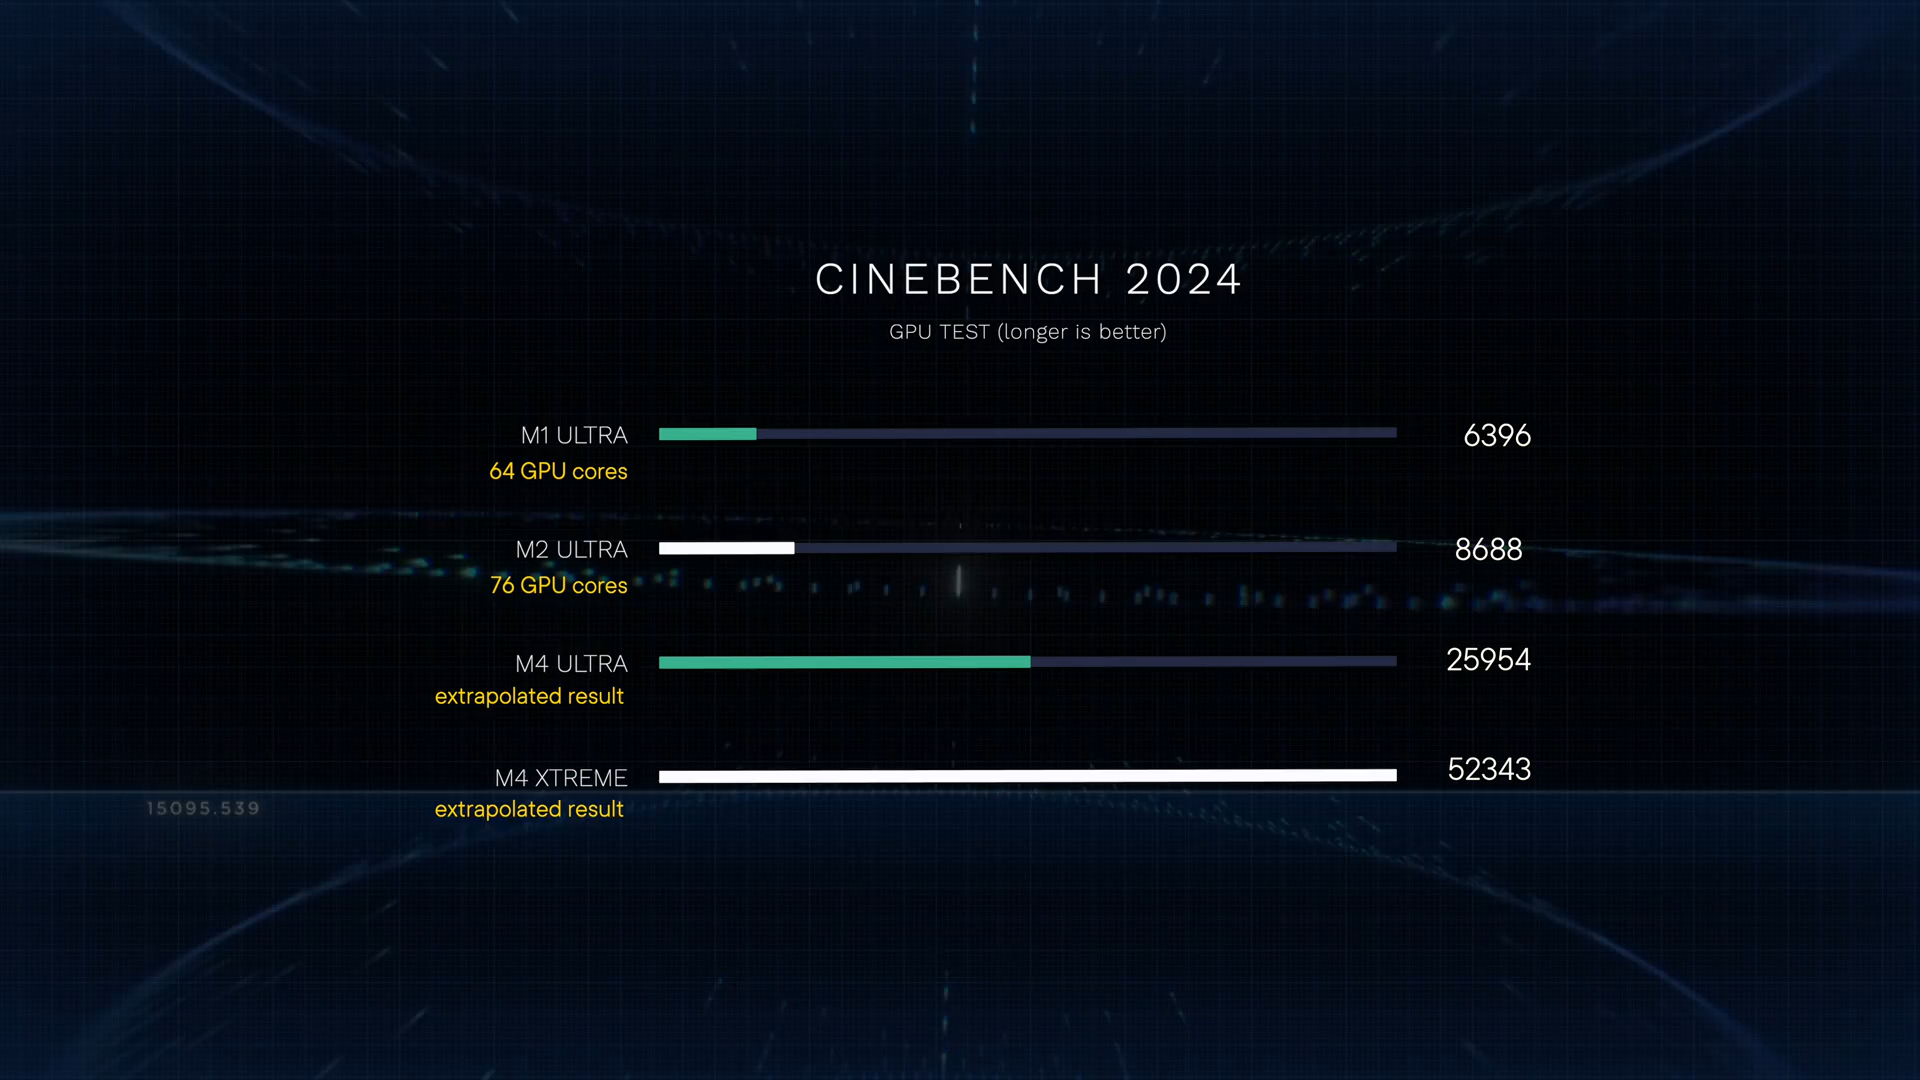 CINEBENCH 2024
GPU TEST (longer is better)
M1 ULTRA 6396
64 GPU cores
M2 ULTRA 8688
76 GPU cores
M4 ULTRA 25954
extrapolated result
M4 XTREME 52343
extrapolated result
15095.539